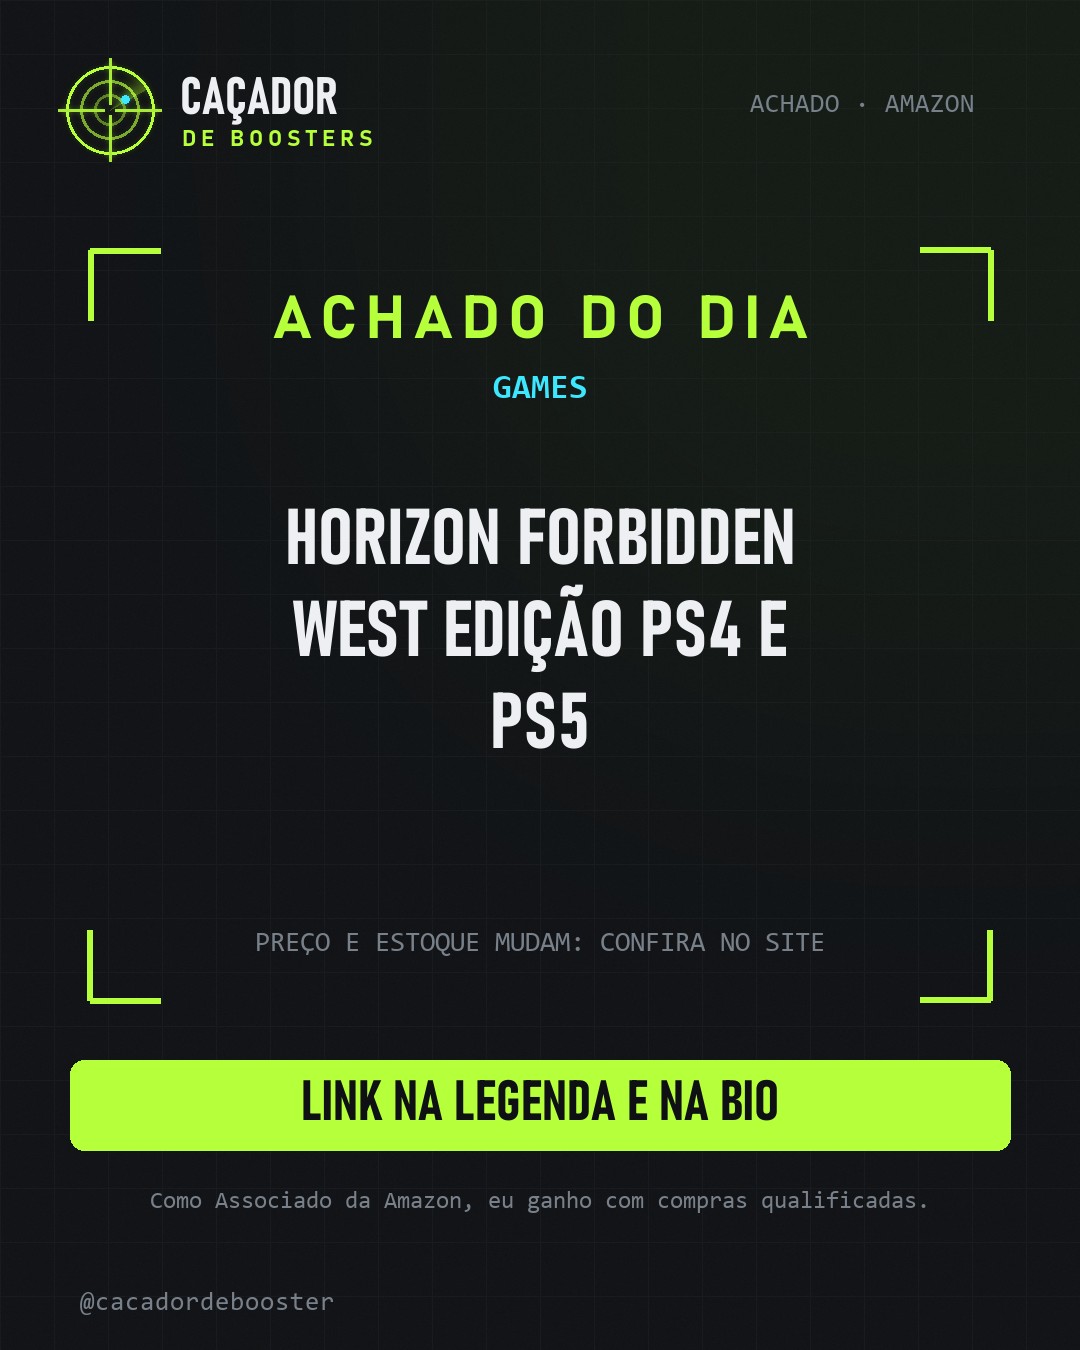 CAÇADOR
DE BOOSTERS
ACHADO · AMAZON
ACHADO DO DIA
GAMES
HORIZON FORBIDDEN
WEST EDIÇÃO PS4 E
PS5
PREÇO E ESTOQUE MUDAM: CONFIRA NO SITE
LINK NA LEGENDA E NA BIO
Como Associado da Amazon, eu ganho com compras qualificadas.
@cacadordebooster